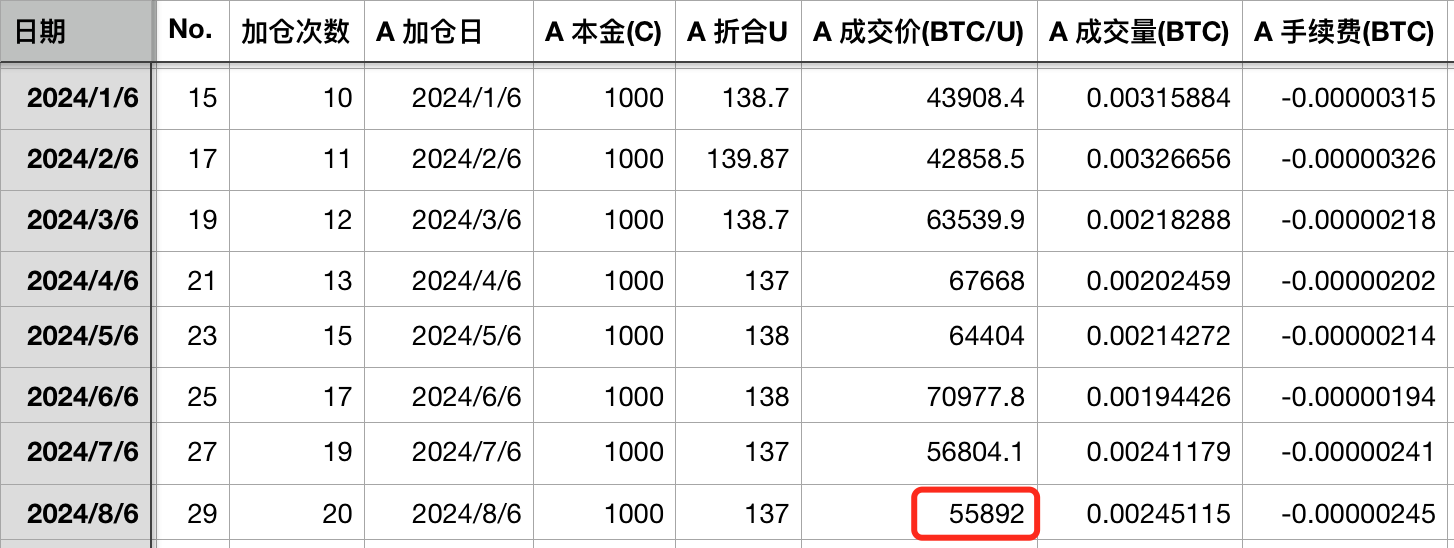 日期 No. 加仓次数 A 加仓日 A 本金(C) A 折合U A 成交价(BTC/U) A 成交量(BTC) A 手续费(BTC)
2024/1/6 15 10 2024/1/6 1000 138.7 43908.4 0.00315884 -0.00000315
2024/2/6 17 11 2024/2/6 1000 139.87 42858.5 0.00326656 -0.00000326
2024/3/6 19 12 2024/3/6 1000 138.7 63539.9 0.00218288 -0.00000218
2024/4/6 21 13 2024/4/6 1000 137 67668 0.00202459 -0.00000202
2024/5/6 23 15 2024/5/6 1000 138 64404 0.00214272 -0.00000214
2024/6/6 25 17 2024/6/6 1000 138 70977.8 0.00194426 -0.00000194
2024/7/6 27 19 2024/7/6 1000 137 56804.1 0.00241179 -0.00000241
2024/8/6 29 20 2024/8/6 1000 137 55892 0.00245115 -0.00000245